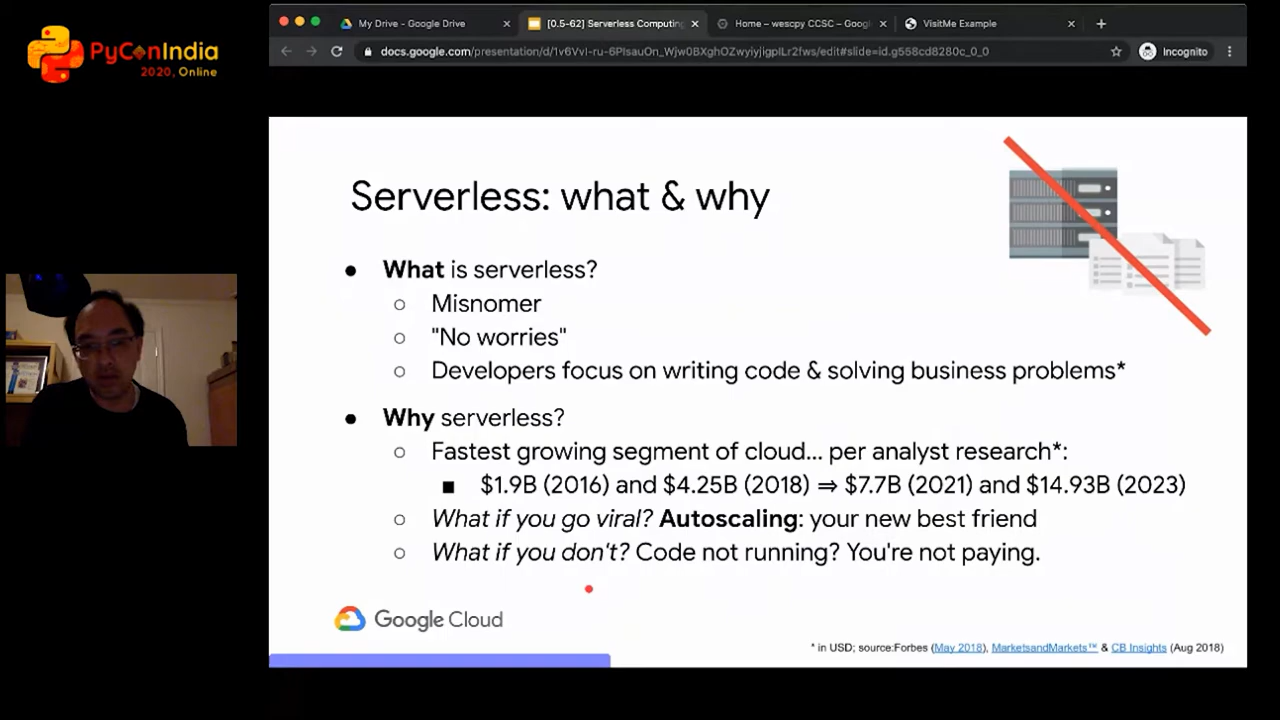 PyConIndia
2020, Online
My Drive - Google Drive
[0.5-62] Serverless Computing
Home – wescpy CCSC – Goog
VisitMe Example
docs.google.com/presentation/d/1v6VvI-ru-6PIsauOn_Wjw0BXghOZwyiyjigpILr2fws/edit#slide=id.g558cd8280c_0_0
Incognito
Serverless: what & why
● What is serverless?
○ Misnomer
○ "No worries"
○ Developers focus on writing code & solving business problems*
● Why serverless?
○ Fastest growing segment of cloud... per analyst research*:
■ $1.9B (2016) and $4.25B (2018) ⇒ $7.7B (2021) and $14.93B (2023)
○ What if you go viral? Autoscaling: your new best friend
○ What if you don't? Code not running? You're not paying.
Google Cloud
* in USD; source:Forbes (May 2018), MarketsandMarkets™ & CB Insights (Aug 2018)